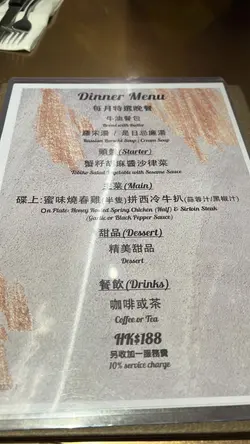 Dinner Menu
每月特選晚餐
牛油餐包
Bread with Butter
羅宋湯 / 是日忌廉湯
Russian Borscht Soup / Cream Soup
頭盤(Starter)
蟹籽胡麻醬沙律菜
Tobiko Salad Vegetable with Sesame Sauce
主菜(Main)
碟上:蜜味燒春雞(半隻)拼西冷牛扒(蒜蓉汁/黑椒汁)
On Plate: Honey Roasted Spring Chicken (Half) & Sirloin Steak
(Garlic or Black Pepper Sauce)
甜品(Dessert)
精美甜品
Dessert
餐飲(Drinks)
咖啡或茶
Coffee or Tea
HK$188
另收加一服務費
10% service charge